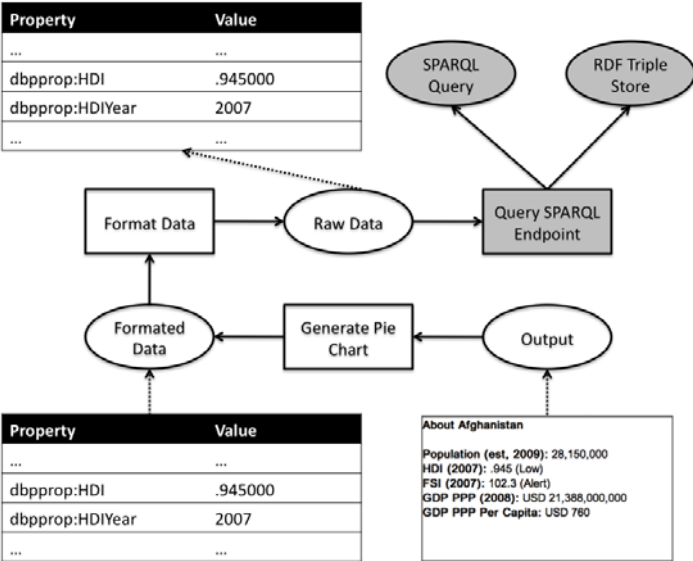 Property Value
... ...
dbpprop:HDI .945000
dbpprop:HDIYear 2007
... ...
SPARQL
Query
RDF Triple
Store
Format Data
Raw Data
Query SPARQL
Endpoint
Formated
Data
Generate Pie
Chart
Output
Property Value
... ...
dbpprop:HDI .945000
dbpprop:HDIYear 2007
... ...
About Afghanistan
Population (est, 2009): 28,150,000
HDI (2007): .945 (Low)
FSI (2007): 102.3 (Alert)
GDP PPP (2008): USD 21,388,000,000
GDP PPP Per Capita: USD 760